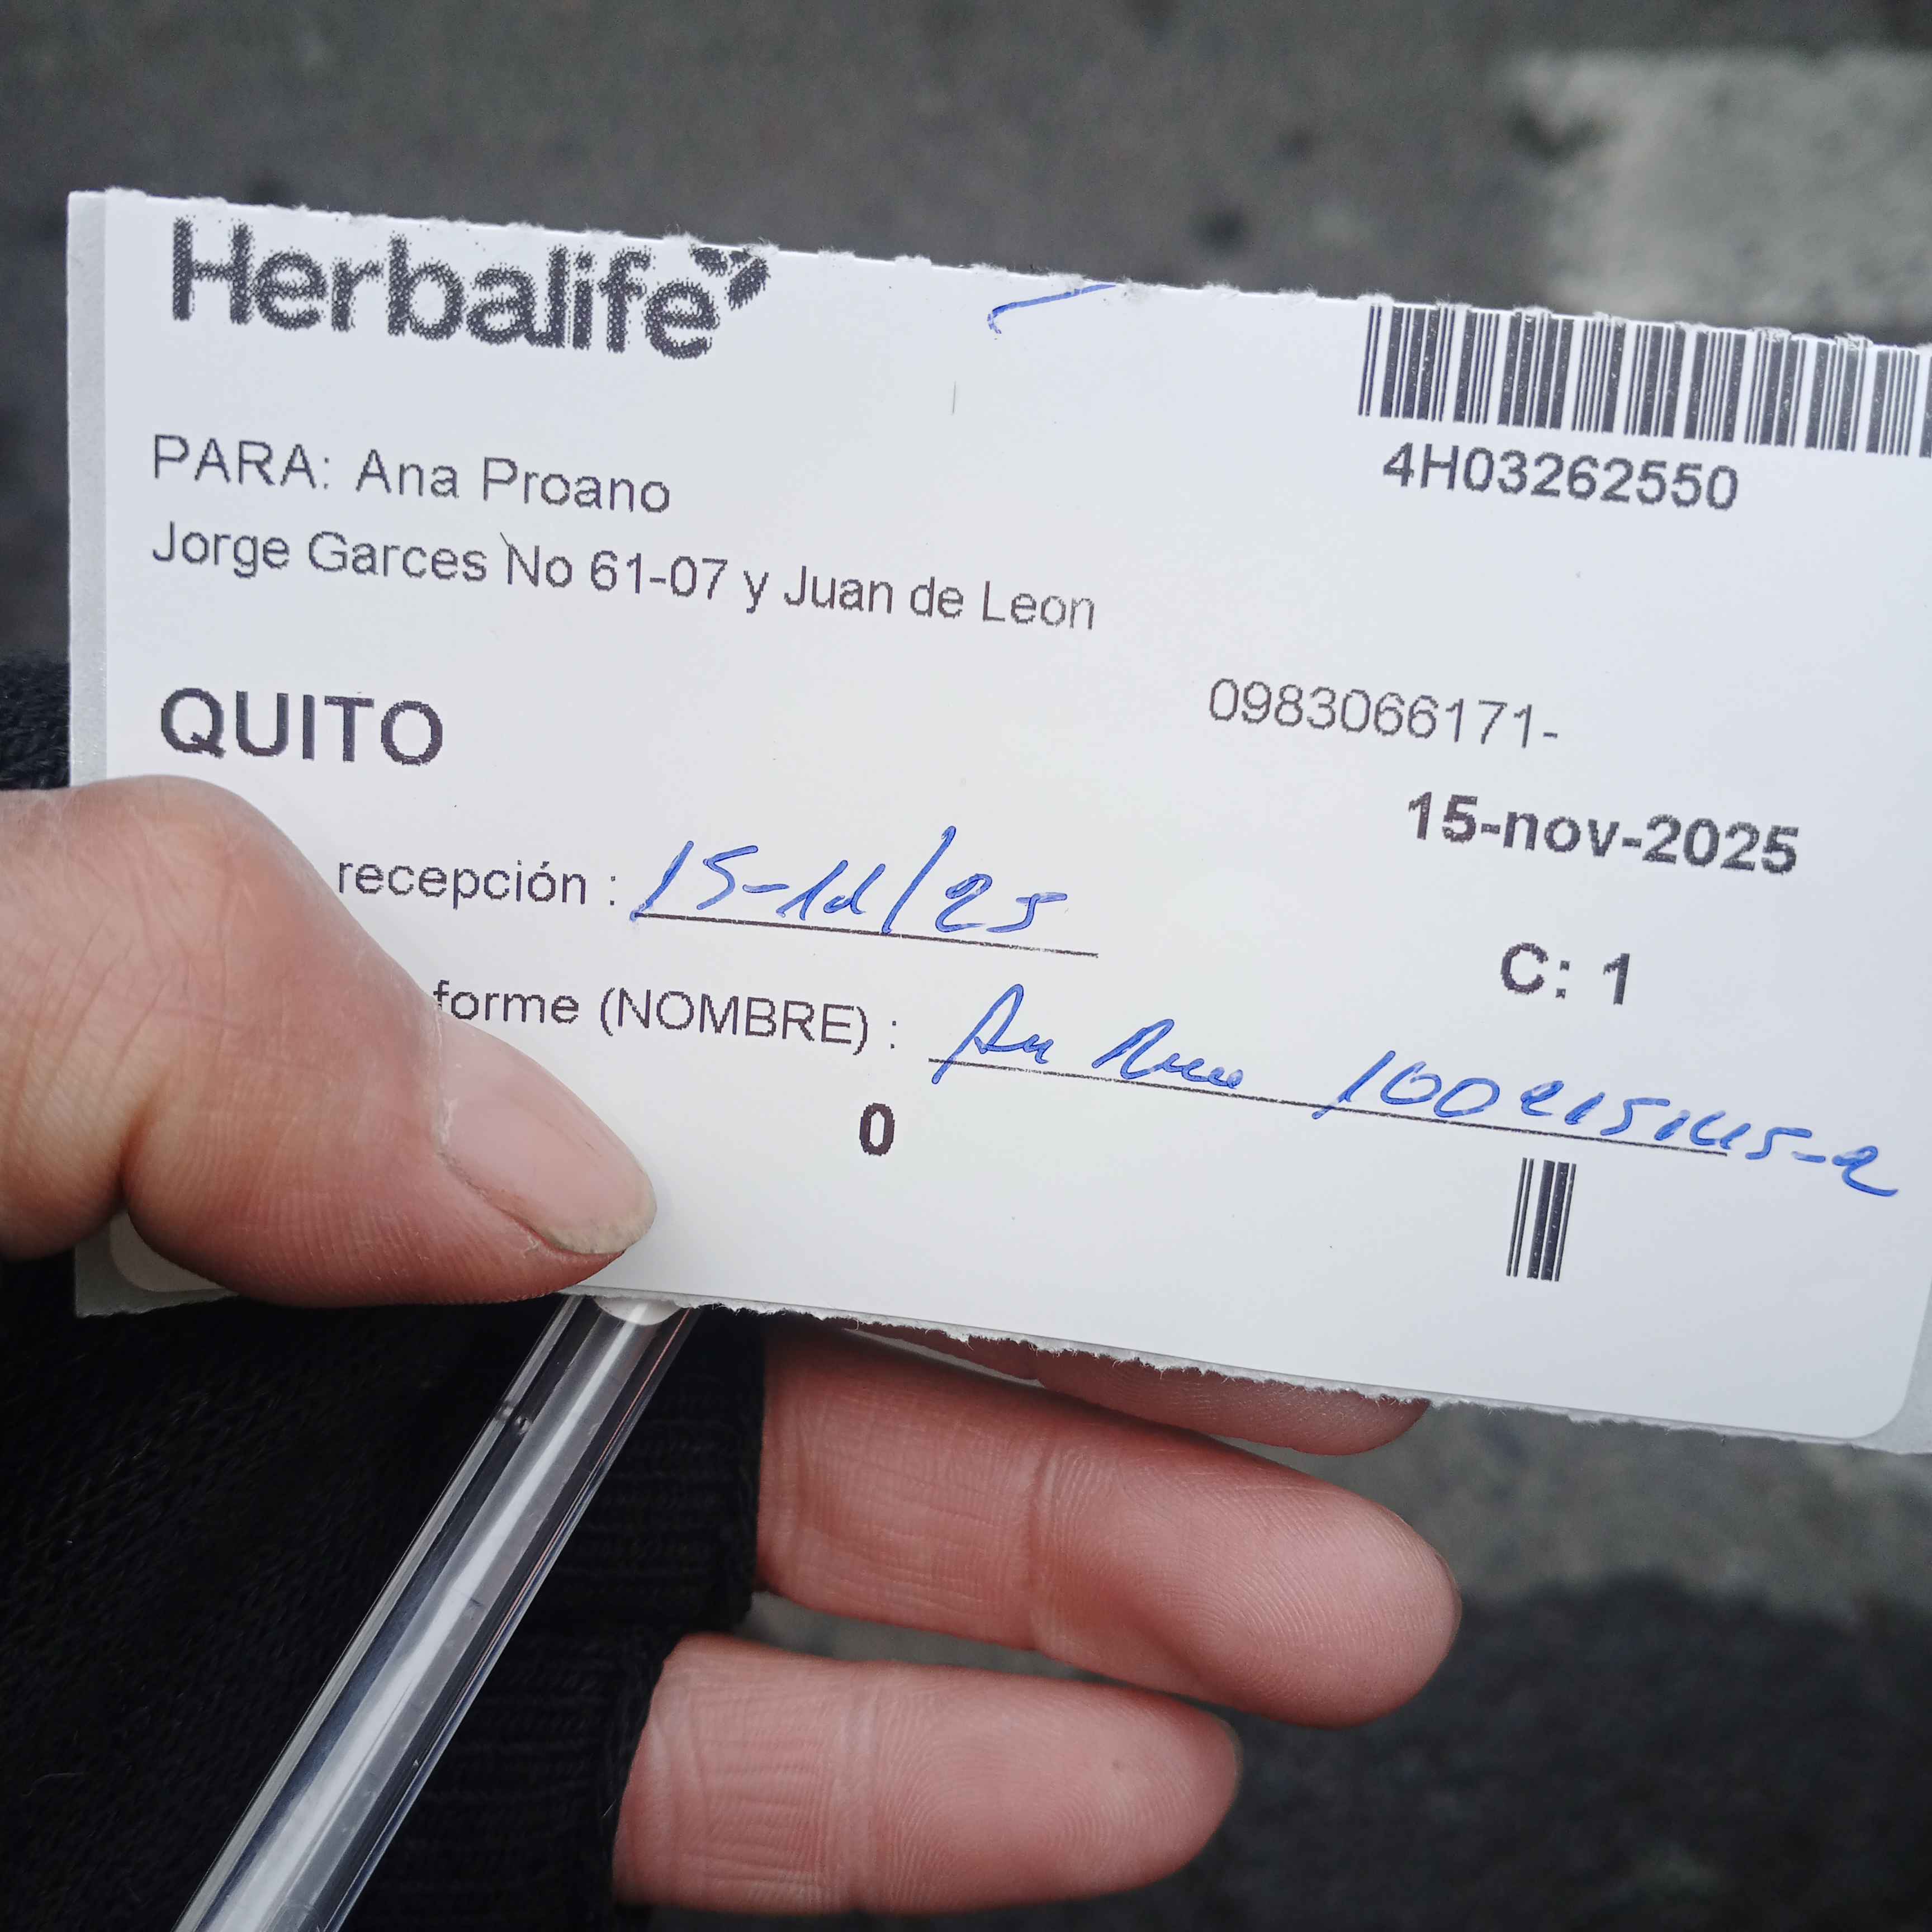 Herbalife
4H03262550
PARA: Ana Proano
Jorge Garces No 61-07 y Juan de Leon
0983066171-
QUITO
15-nov-2025
recepción : 15-11/25
C: 1
forme (NOMBRE) :
0